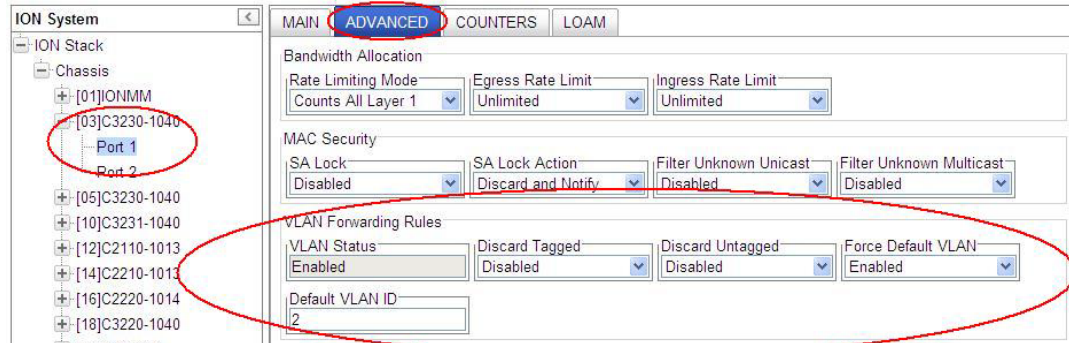 ION System
ION Stack
Chassis
[01]IONMM
[03]C3230-1040
Port 1
Port 2
[05]C3230-1040
[10]C3231-1040
[12]C2110-1013
[14]C2210-1013
[16]C2220-1014
[18]C3220-1040
MAIN ADVANCED COUNTERS LOAM
Bandwidth Allocation
Rate Limiting Mode Egress Rate Limit Ingress Rate Limit
Counts All Layer 1 Unlimited Unlimited
MAC Security
SA Lock SA Lock Action Filter Unknown Unicast Filter Unknown Multicast
Disabled Discard and Notify Disabled Disabled
VLAN Forwarding Rules
VLAN Status Discard Tagged Discard Untagged Force Default VLAN
Enabled Disabled Disabled Enabled
Default VLAN ID
2